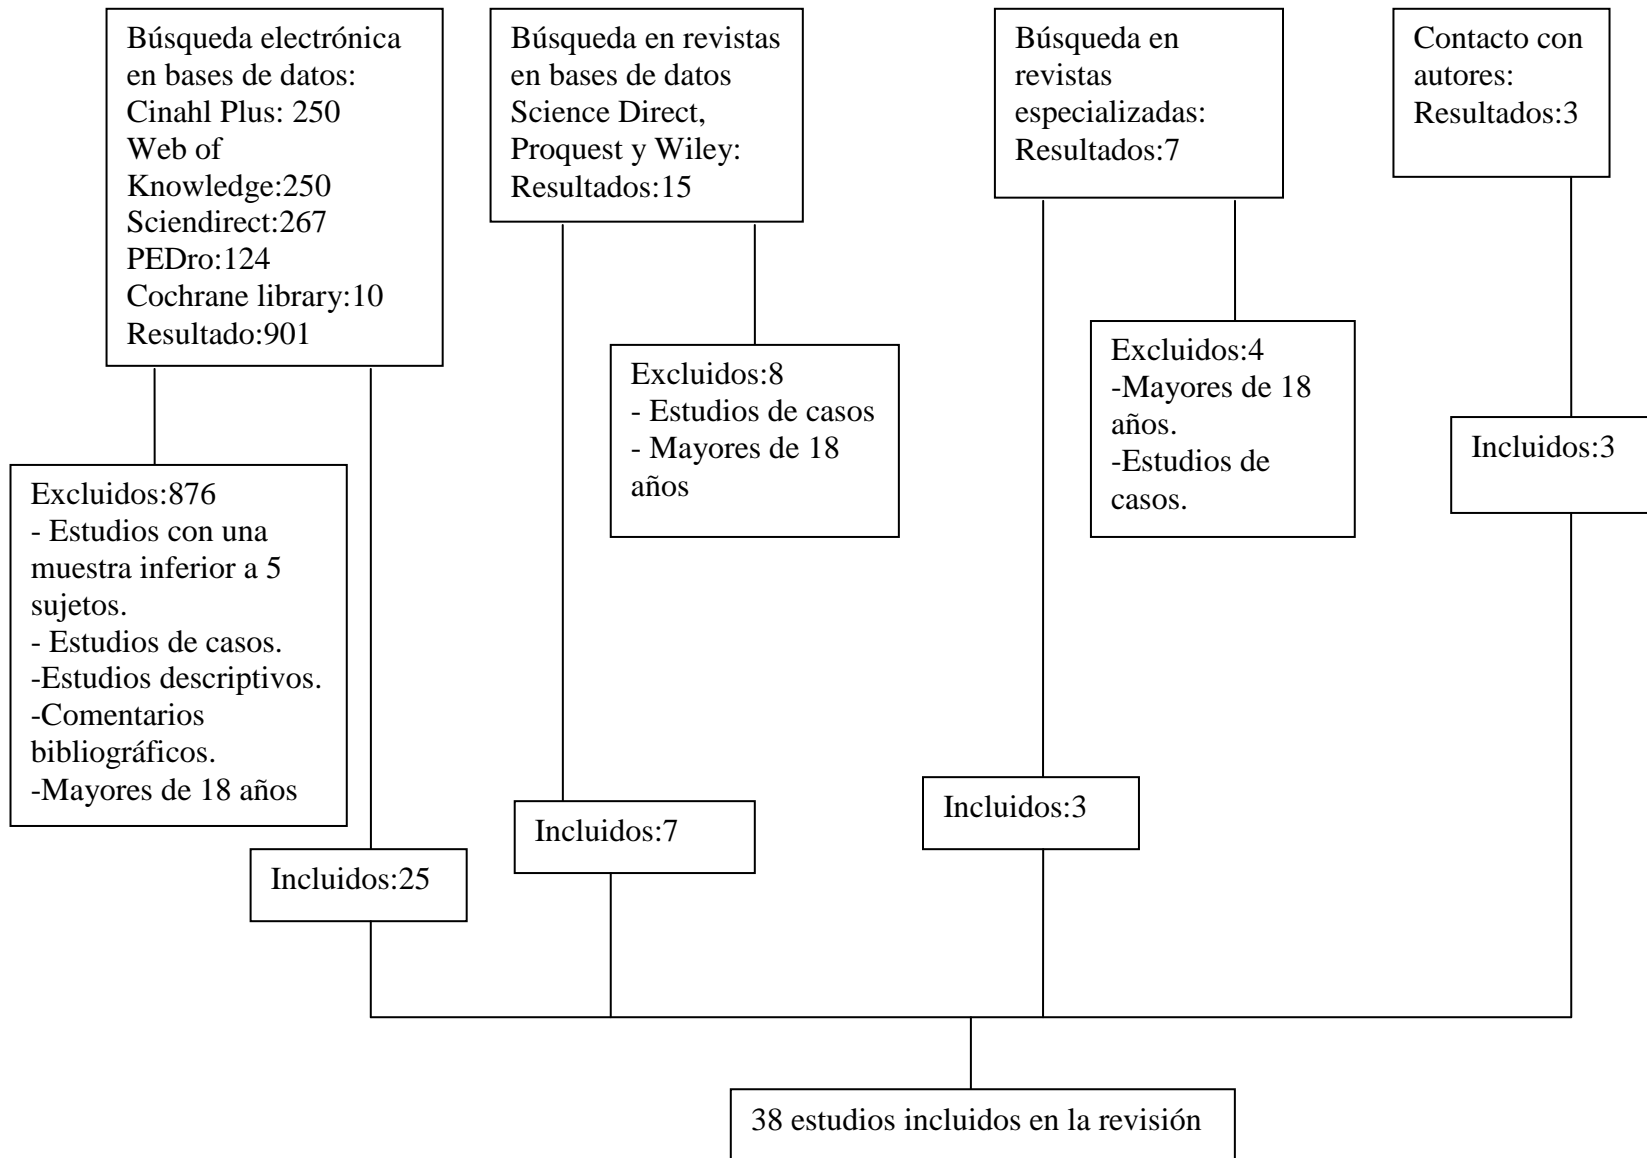 Búsqueda electrónica
en bases de datos:
Cinahl Plus: 250
Web of
Knowledge:250
Sciendirect:267
PEDro:124
Cochrane library:10
Resultado:901
Búsqueda en revistas
en bases de datos
Science Direct,
Proquest y Wiley:
Resultados:15
Búsqueda en
revistas
especializadas:
Resultados:7
Contacto con
autores:
Resultados:3
Excluidos:876
- Estudios con una
muestra inferior a 5
sujetos.
- Estudios de casos.
-Estudios descriptivos.
-Comentarios
bibliográficos.
-Mayores de 18 años
Excluidos:8
- Estudios de casos
- Mayores de 18
años
Excluidos:4
-Mayores de 18
años.
-Estudios de
casos.
Incluidos:3
Incluidos:25
Incluidos:7
Incluidos:3
38 estudios incluidos en la revisión